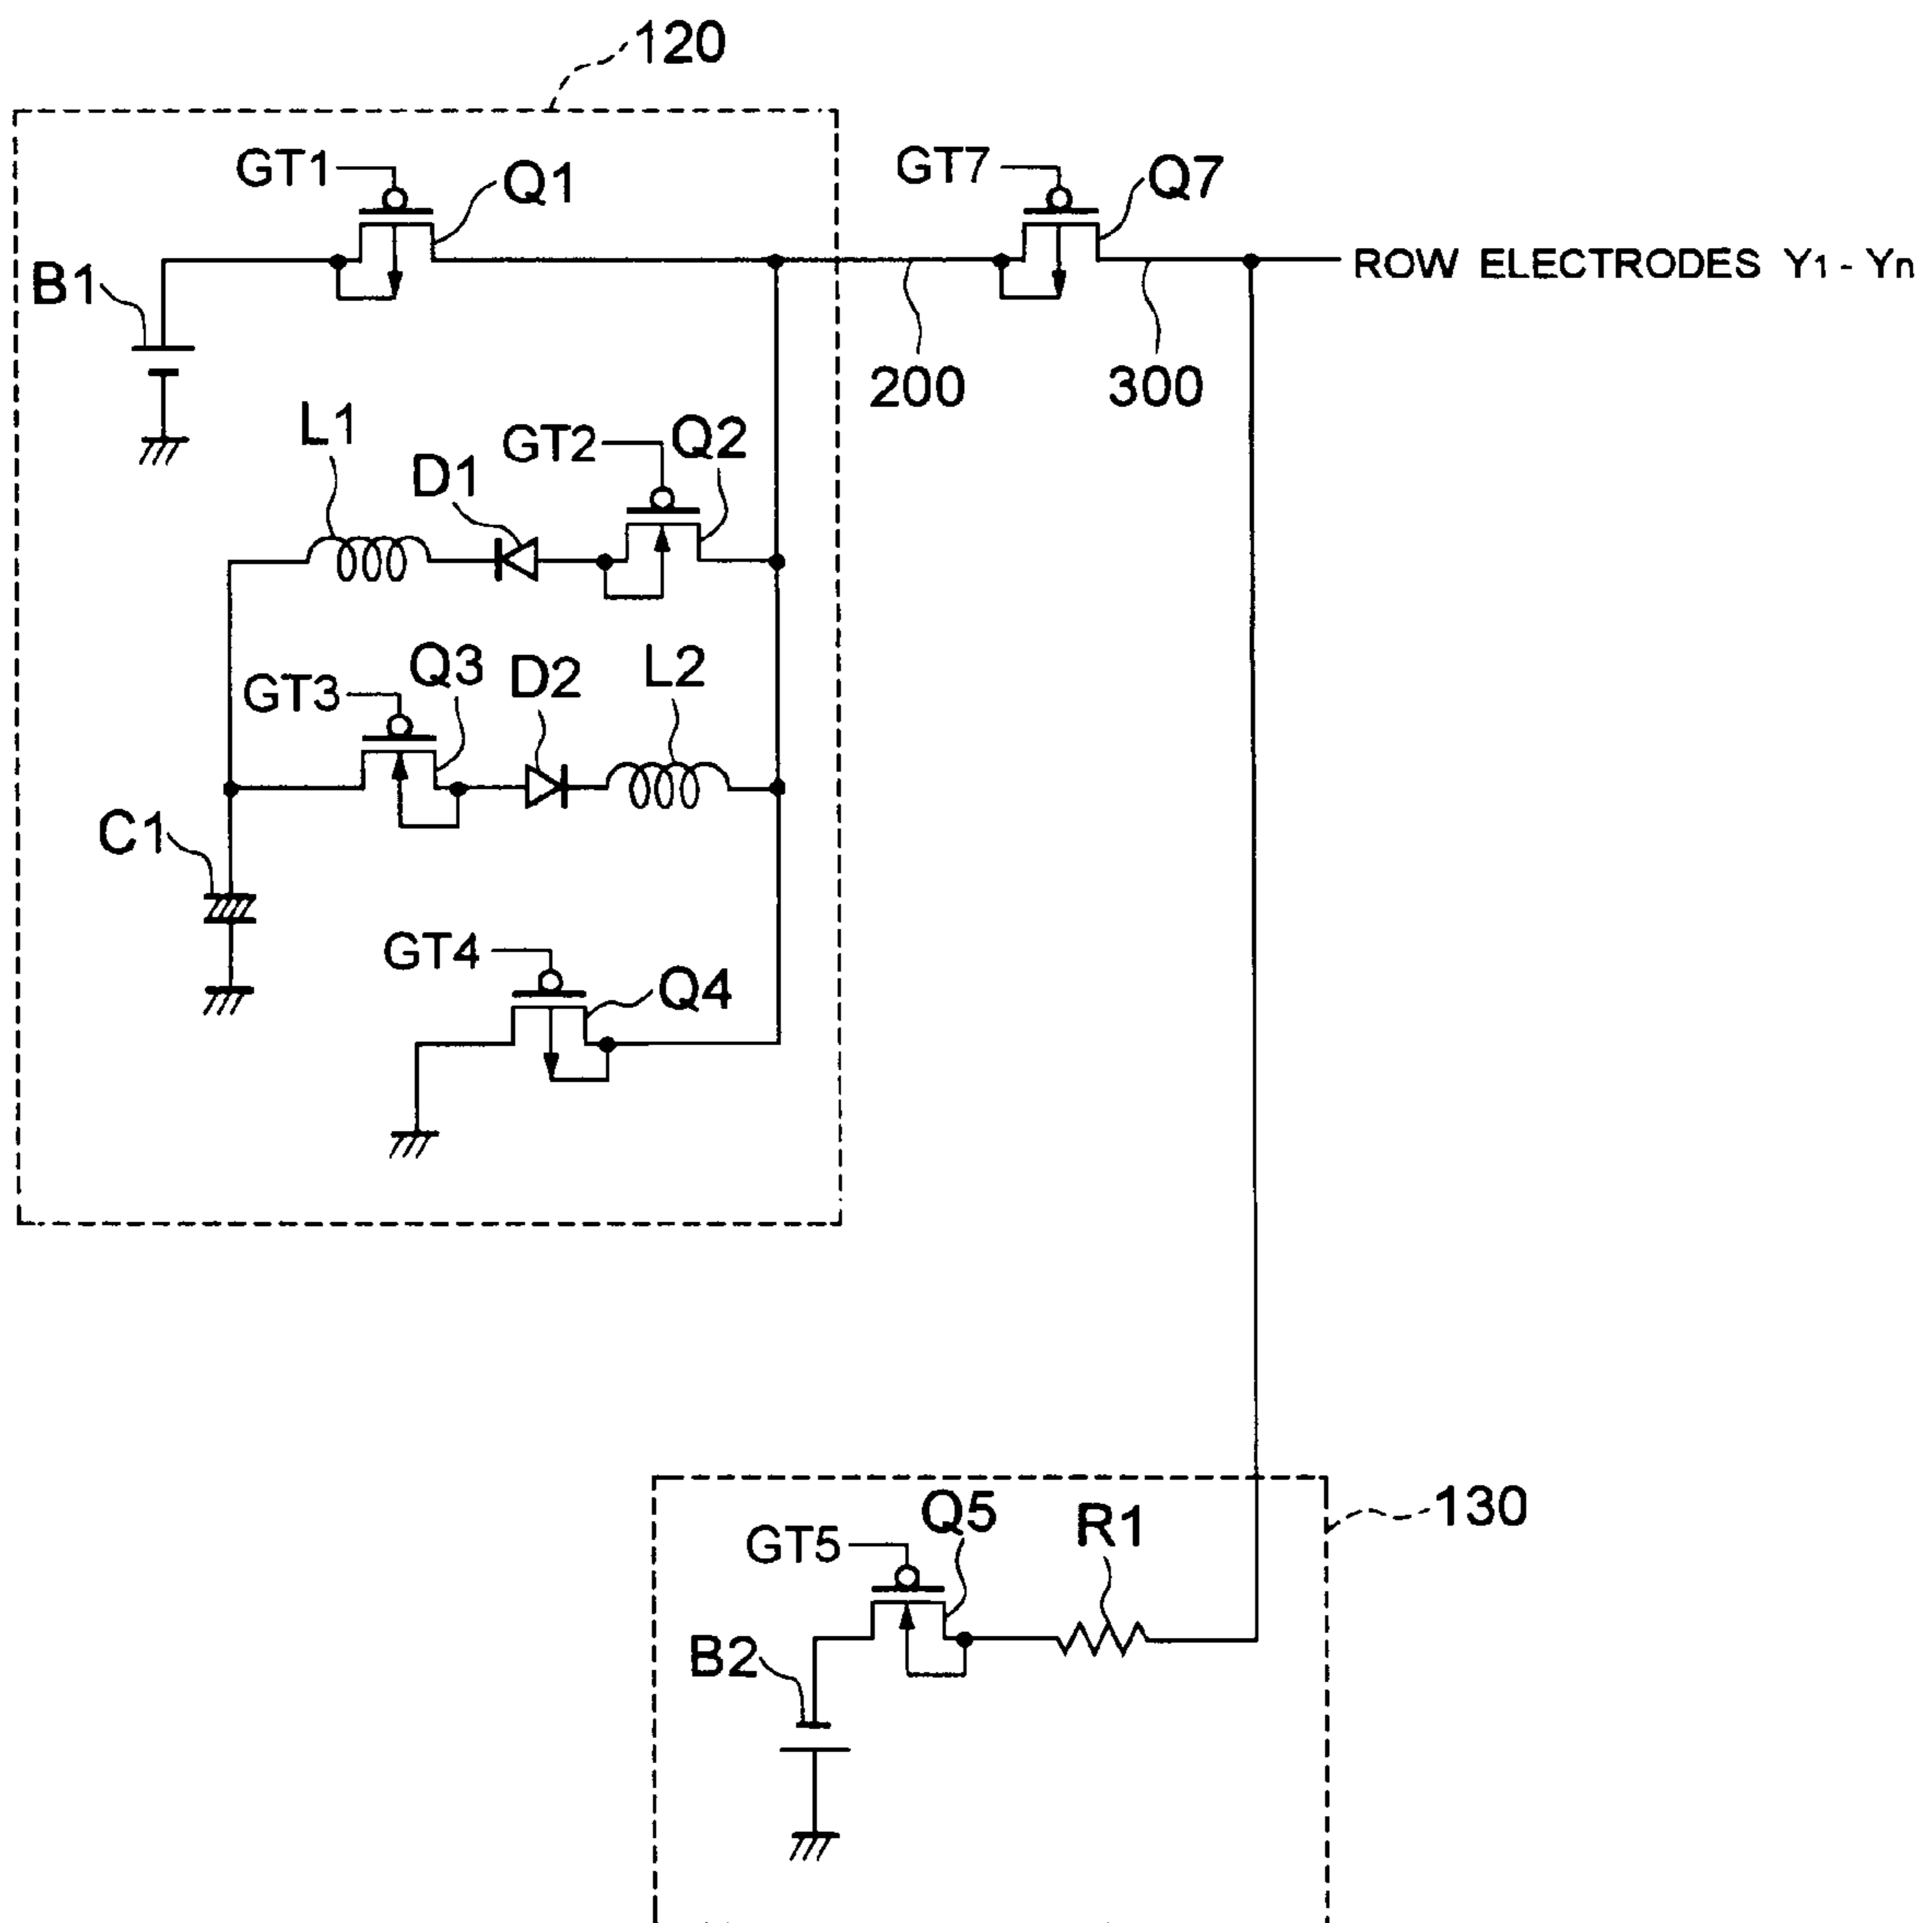 120
GT1
Q1
GT7
Q7
B1
ROW ELECTRODES Y1 - Yn
200
300
L1
D1
GT2
Q2
GT3
Q3
D2
L2
C1
GT4
Q4
130
GT5
Q5
R1
B2